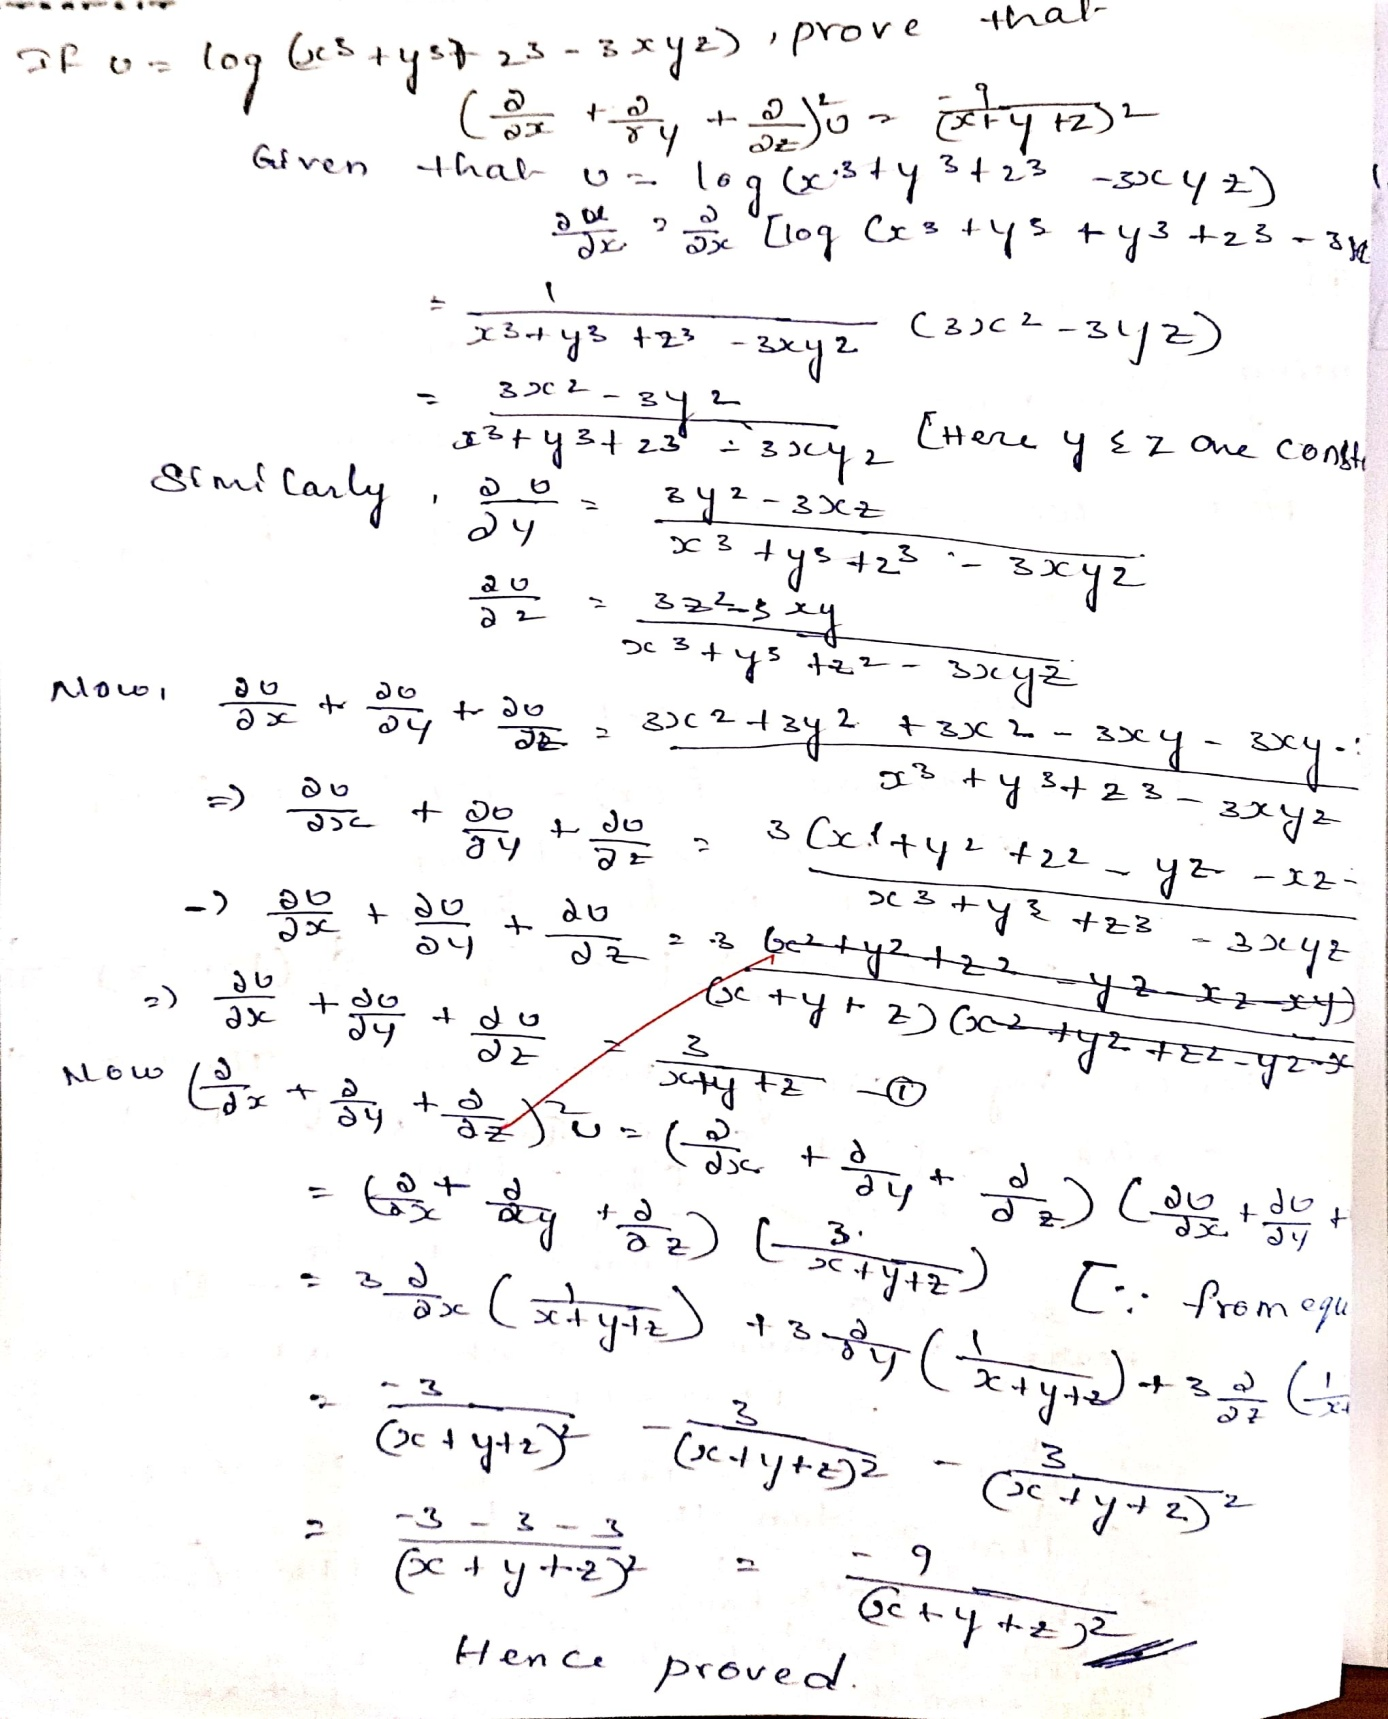 If u = log (x3 + y3 + z3 - 3xyz), prove that
(∂/∂x + ∂/∂y + ∂/∂z)²u = -9/(x+y+z)²
Given that u = log (x3 + y3 + z3 - 3xyz)
∂u/∂x = ∂/∂x [log (x3 + y3 + y3 + z3 - 3x
= 1/(x3 + y3 + z3 - 3xyz) (3x2 - 3yz)
= (3x2 - 3yz)/(x3 + y3 + z3 - 3xyz) [Here y & z are const
Similarly, ∂u/∂y = (3y2 - 3xz)/(x3 + y3 + z3 - 3xyz)
∂u/∂z = (3z2 - 3xy)/(x3 + y3 + z2 - 3xyz)
Now, ∂u/∂x + ∂u/∂y + ∂u/∂z = (3x2 + 3y2 + 3x2 - 3xy - 3xy -)/(x3 + y3 + z3 - 3xyz
=) ∂u/∂x + ∂u/∂y + ∂u/∂z = 3(x2 + y2 + z2 - yz - xz -/(x3 + y3 + z3 - 3xyz
=) ∂u/∂x + ∂u/∂y + ∂u/∂z = 3 (x2 + y2 + z2 - yz - xz - xy)/(x + y + z) (x2 + y2 + z2 - yz - x
=) ∂u/∂x + ∂u/∂y + ∂u/∂z = 3/(x+y+z) - ①
Now (∂/∂x + ∂/∂y + ∂/∂z)²u = (∂/∂x + ∂/∂y + ∂/∂z) (∂u/∂x + ∂u/∂y +
= (∂/∂x + ∂/∂y + ∂/∂z) (3/(x+y+z)) [∵ from equ
= 3 ∂/∂x (1/(x+y+z)) + 3 ∂/∂y (1/(x+y+z)) + 3 ∂/∂z (1/x+
= -3/(x+y+z)² - 3/(x+y+z)² - 3/(x+y+z)²
= (-3 - 3 - 3)/(x + y + z)² = -9/(x+y+z)²
Hence proved.